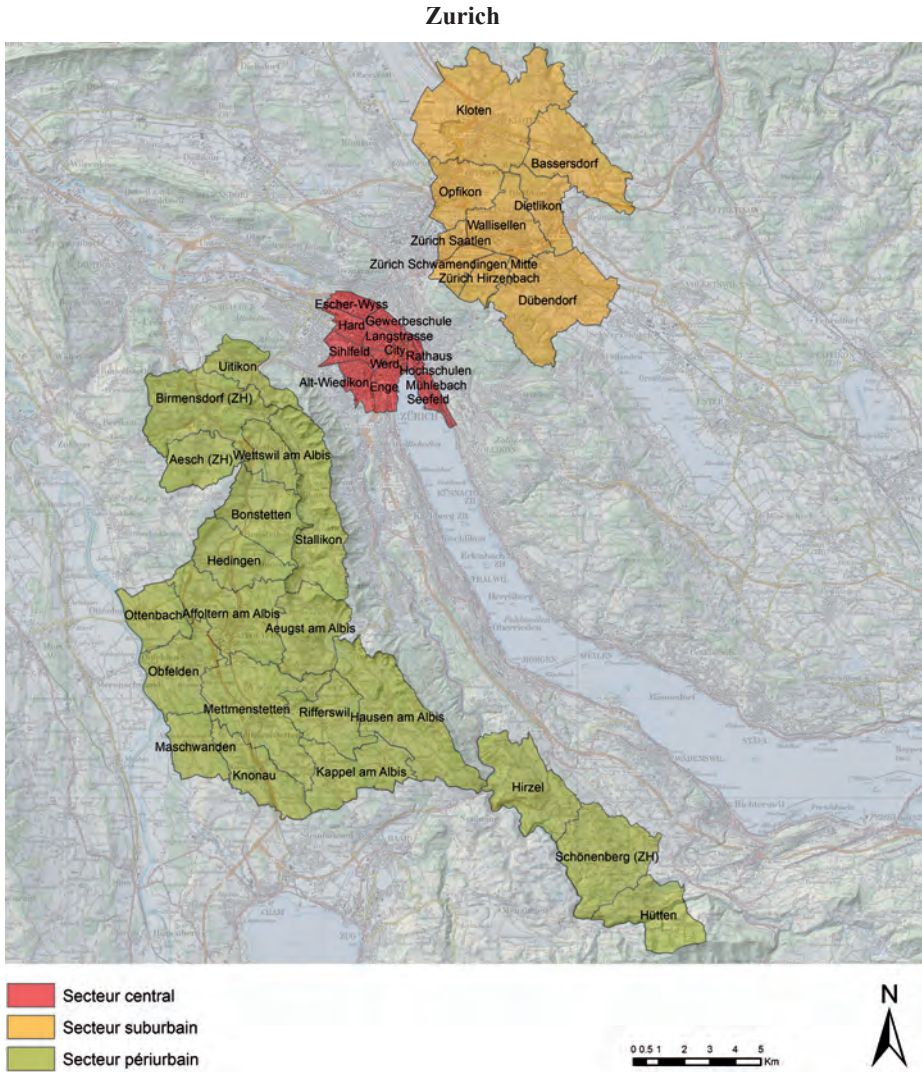 Zurich
Kloten
Bassersdorf
Opfikon
Dietlikon
Wallisellen
Zürich Saatlen
Zürich Schwamendingen Mitte
Zürich Hirzenbach
Dübendorf
Escher-Wyss
Hard
Gewerbeschule
Langstrasse
Sihlfeld
City
Rathaus
Werd
Hochschulen
Alt-Wiedikon
Enge
Mühlebach
Seefeld
ZÜRICH
Uitikon
Birmensdorf (ZH)
Aesch (ZH)
Wettswil am Albis
Bonstetten
Stallikon
Hedingen
Ottenbach
Affoltern am Albis
Aeugst am Albis
Obfelden
Mettmenstetten
Rifferswil
Hausen am Albis
Maschwanden
Knonau
Kappel am Albis
Hirzel
Schönenberg (ZH)
Hütten
Secteur central
Secteur suburbain
Secteur périurbain
N
0 0.5 1 2 3 4 5
Km